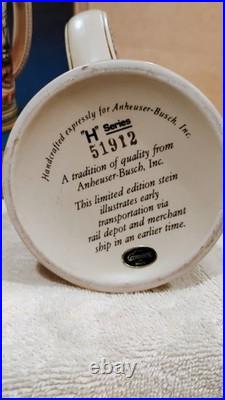 Handcrafted expressly for Anheuser-Busch, Inc.
"H" Series
51912
A tradition of quality from
Anheuser-Busch, Inc.
This limited edition stein
illustrates early
transportation via
rail depot and merchant
ship in an earlier time.